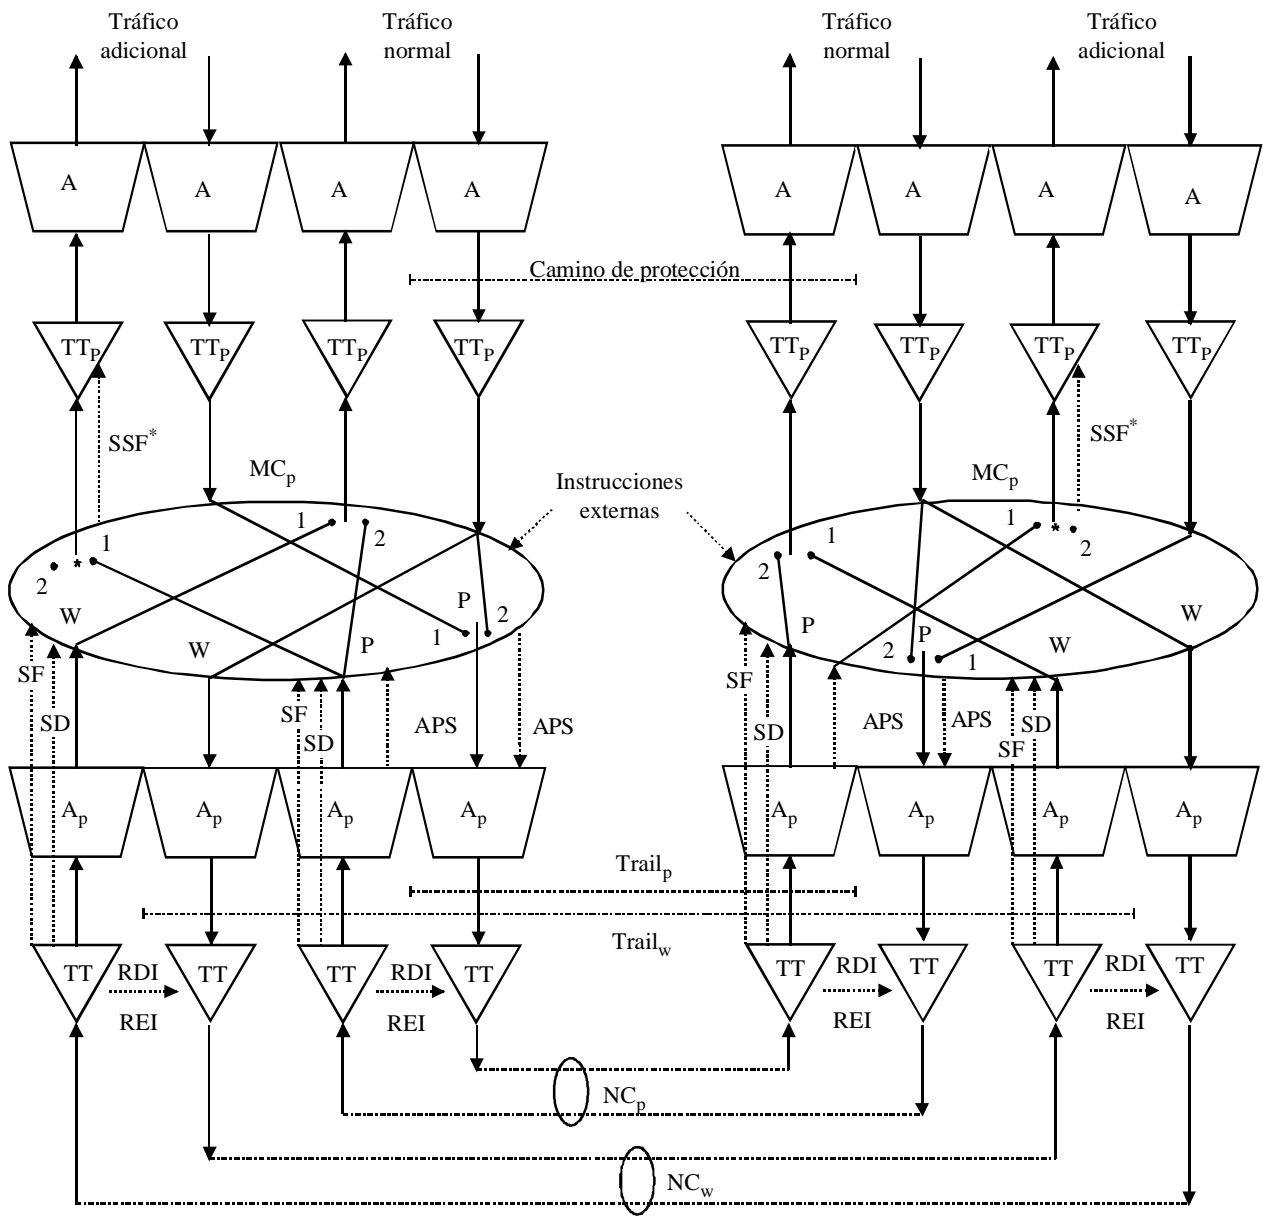 Tráfico
adicional
Tráfico
normal
Tráfico
normal
Tráfico
adicional
A A A A A A A A
Camino de protección
TTP TTP TTP TTP TTP TTP TTP TTP
SSF* SSF*
MCp MCp
Instrucciones
externas
1 2 1 1
2 1 2
2
W P 2 P W
1 P
W P 2 1 W
SF SF
SD SF APS APS SD APS APS SF SD
SD
Ap Ap Ap Ap Ap Ap Ap Ap
Trailp
Trailw
TT RDI TT TT RDI TT TT RDI TT TT RDI TT
REI REI REI REI
NCp
NCw